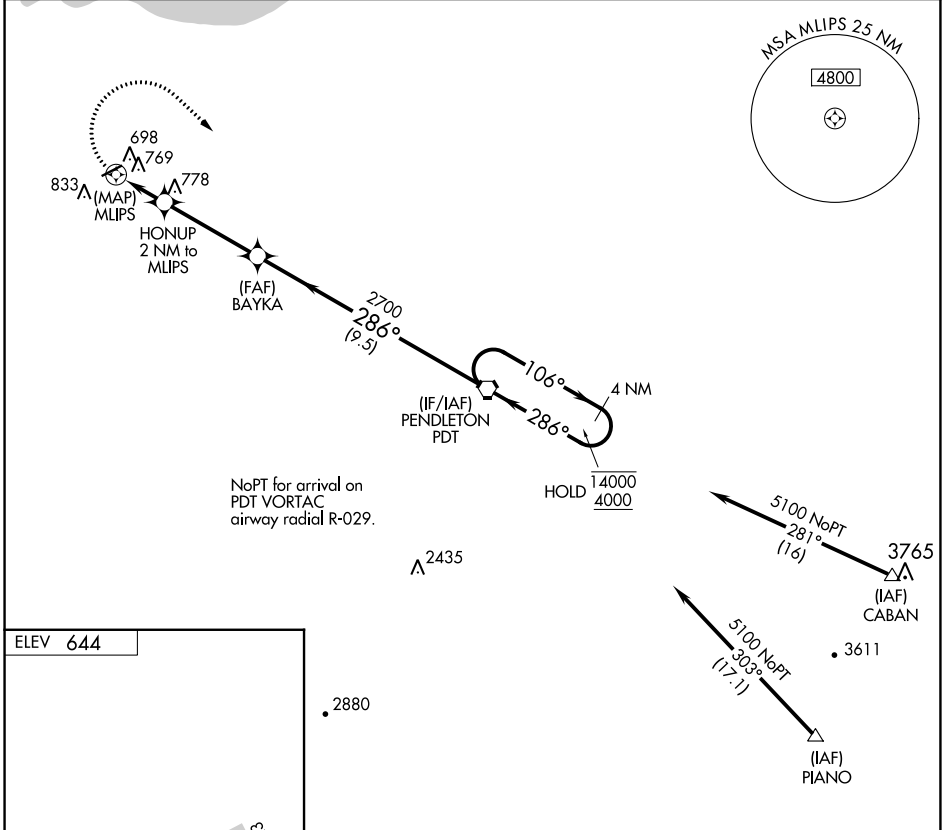 MSA MLIPS 25 NM
4800
698
769
833
(MAP)
MLIPS
778
HONUP
2 NM to
MLIPS
(FAF)
BAYKA
2700
286°
(9.5)
106°
4 NM
(IF/IAF)
PENDLETON
PDT
286°
HOLD
14000
4000
NoPT for arrival on
PDT VORTAC
airway radial R-029.
5100 NoPT
281°
(16)
3765
(IAF)
CABAN
2435
5100 NoPT
303°
(17.1)
3611
ELEV 644
2880
(IAF)
PIANO